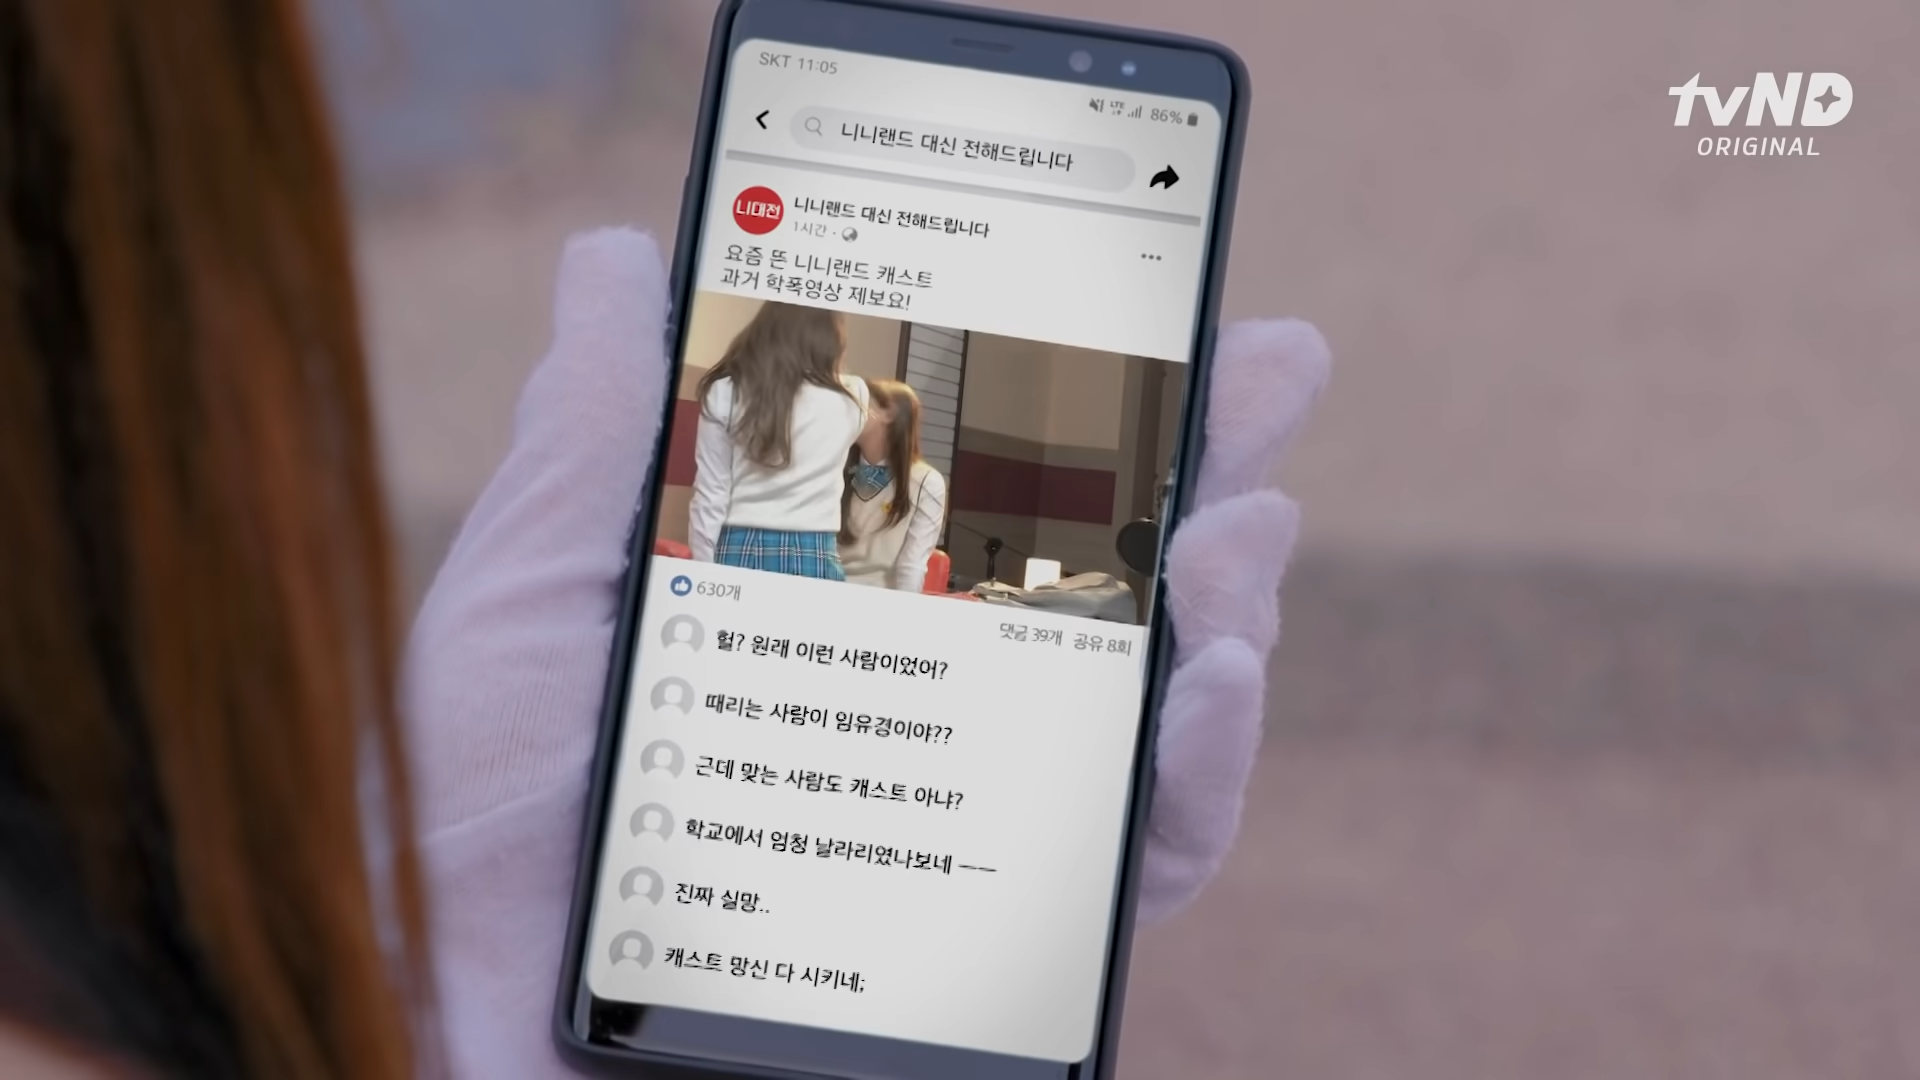 tvND
ORIGINAL
SKT 11:05
LTE 86%
니니랜드 대신 전해드립니다
니대전
니니랜드 대신 전해드립니다
1시간 ·
요즘 뜬 니니랜드 캐스트
과거 학폭영상 제보요!
630개
댓글 39개 공유 8회
헐? 원래 이런 사람이었어?
때리는 사람이 임유경이야??
근데 맞는 사람도 캐스트 아냐?
학교에서 엄청 날라리였나보네 ㅡㅡ
진짜 실망..
캐스트 망신 다 시키네;